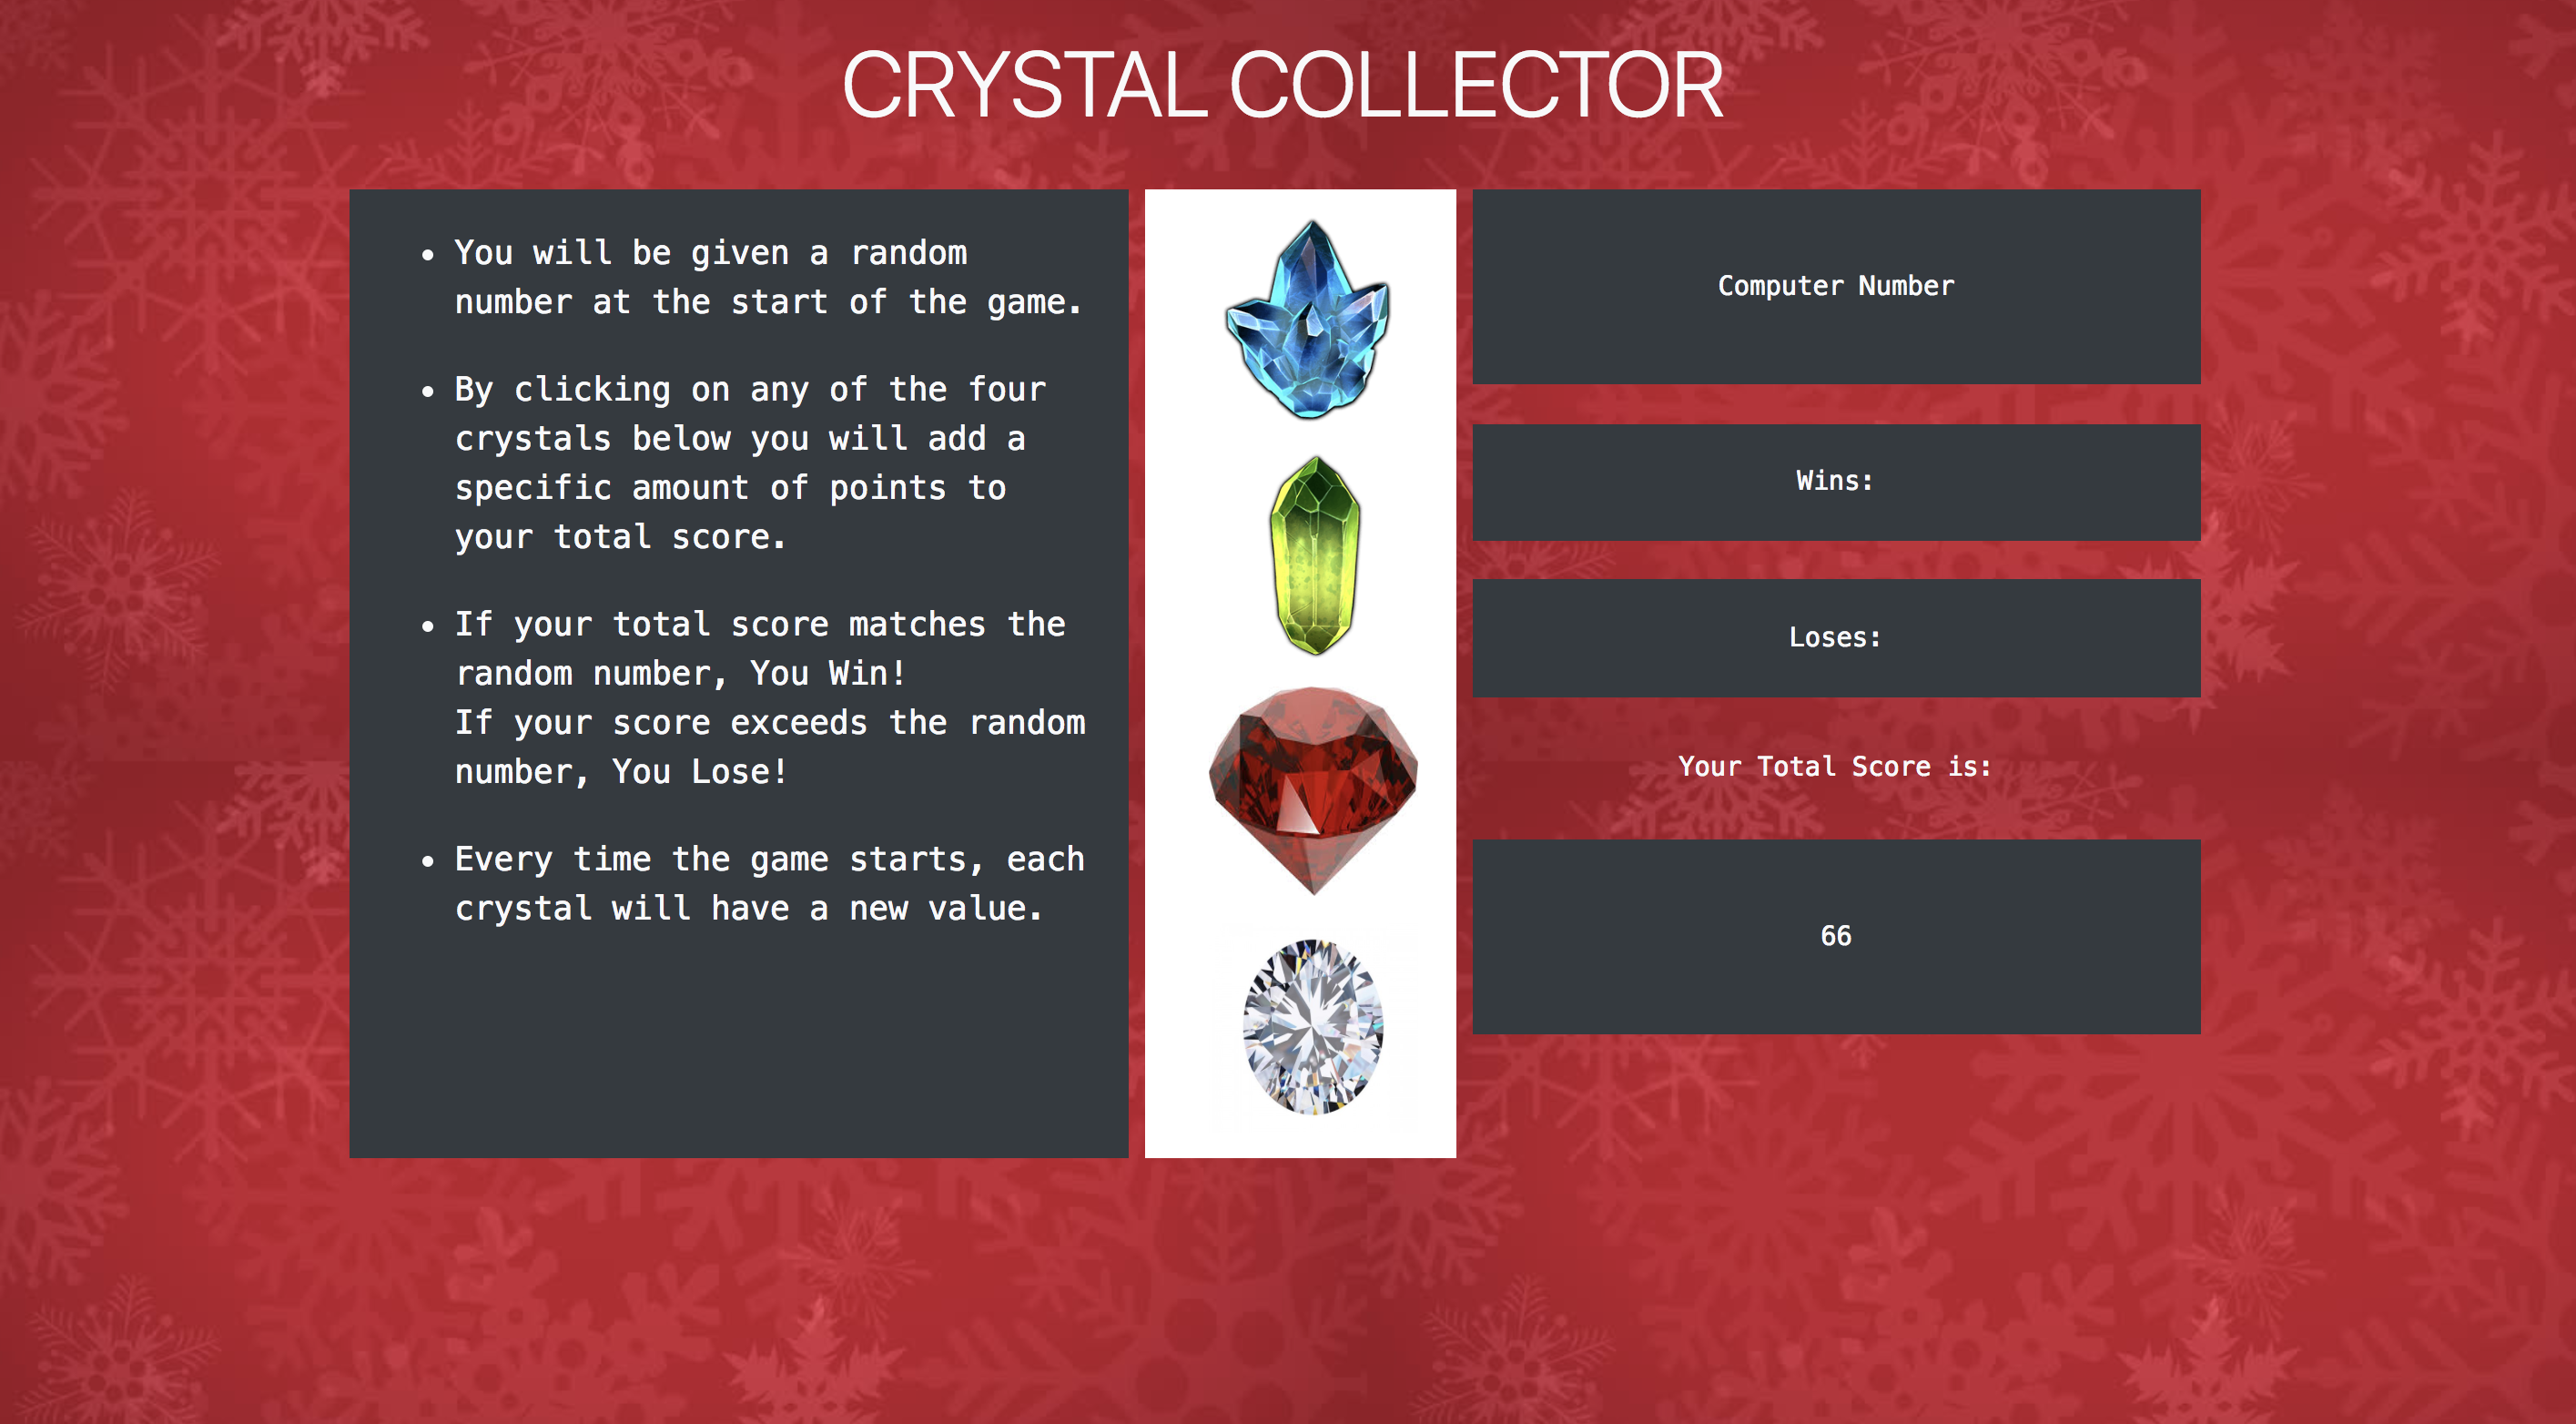 CRYSTAL COLLECTOR
• You will be given a random
number at the start of the game.
• By clicking on any of the four
crystals below you will add a
specific amount of points to
your total score.
• If your total score matches the
random number, You Win!
If your score exceeds the random
number, You Lose!
• Every time the game starts, each
crystal will have a new value.
Computer Number
Wins:
Loses:
Your Total Score is:
66